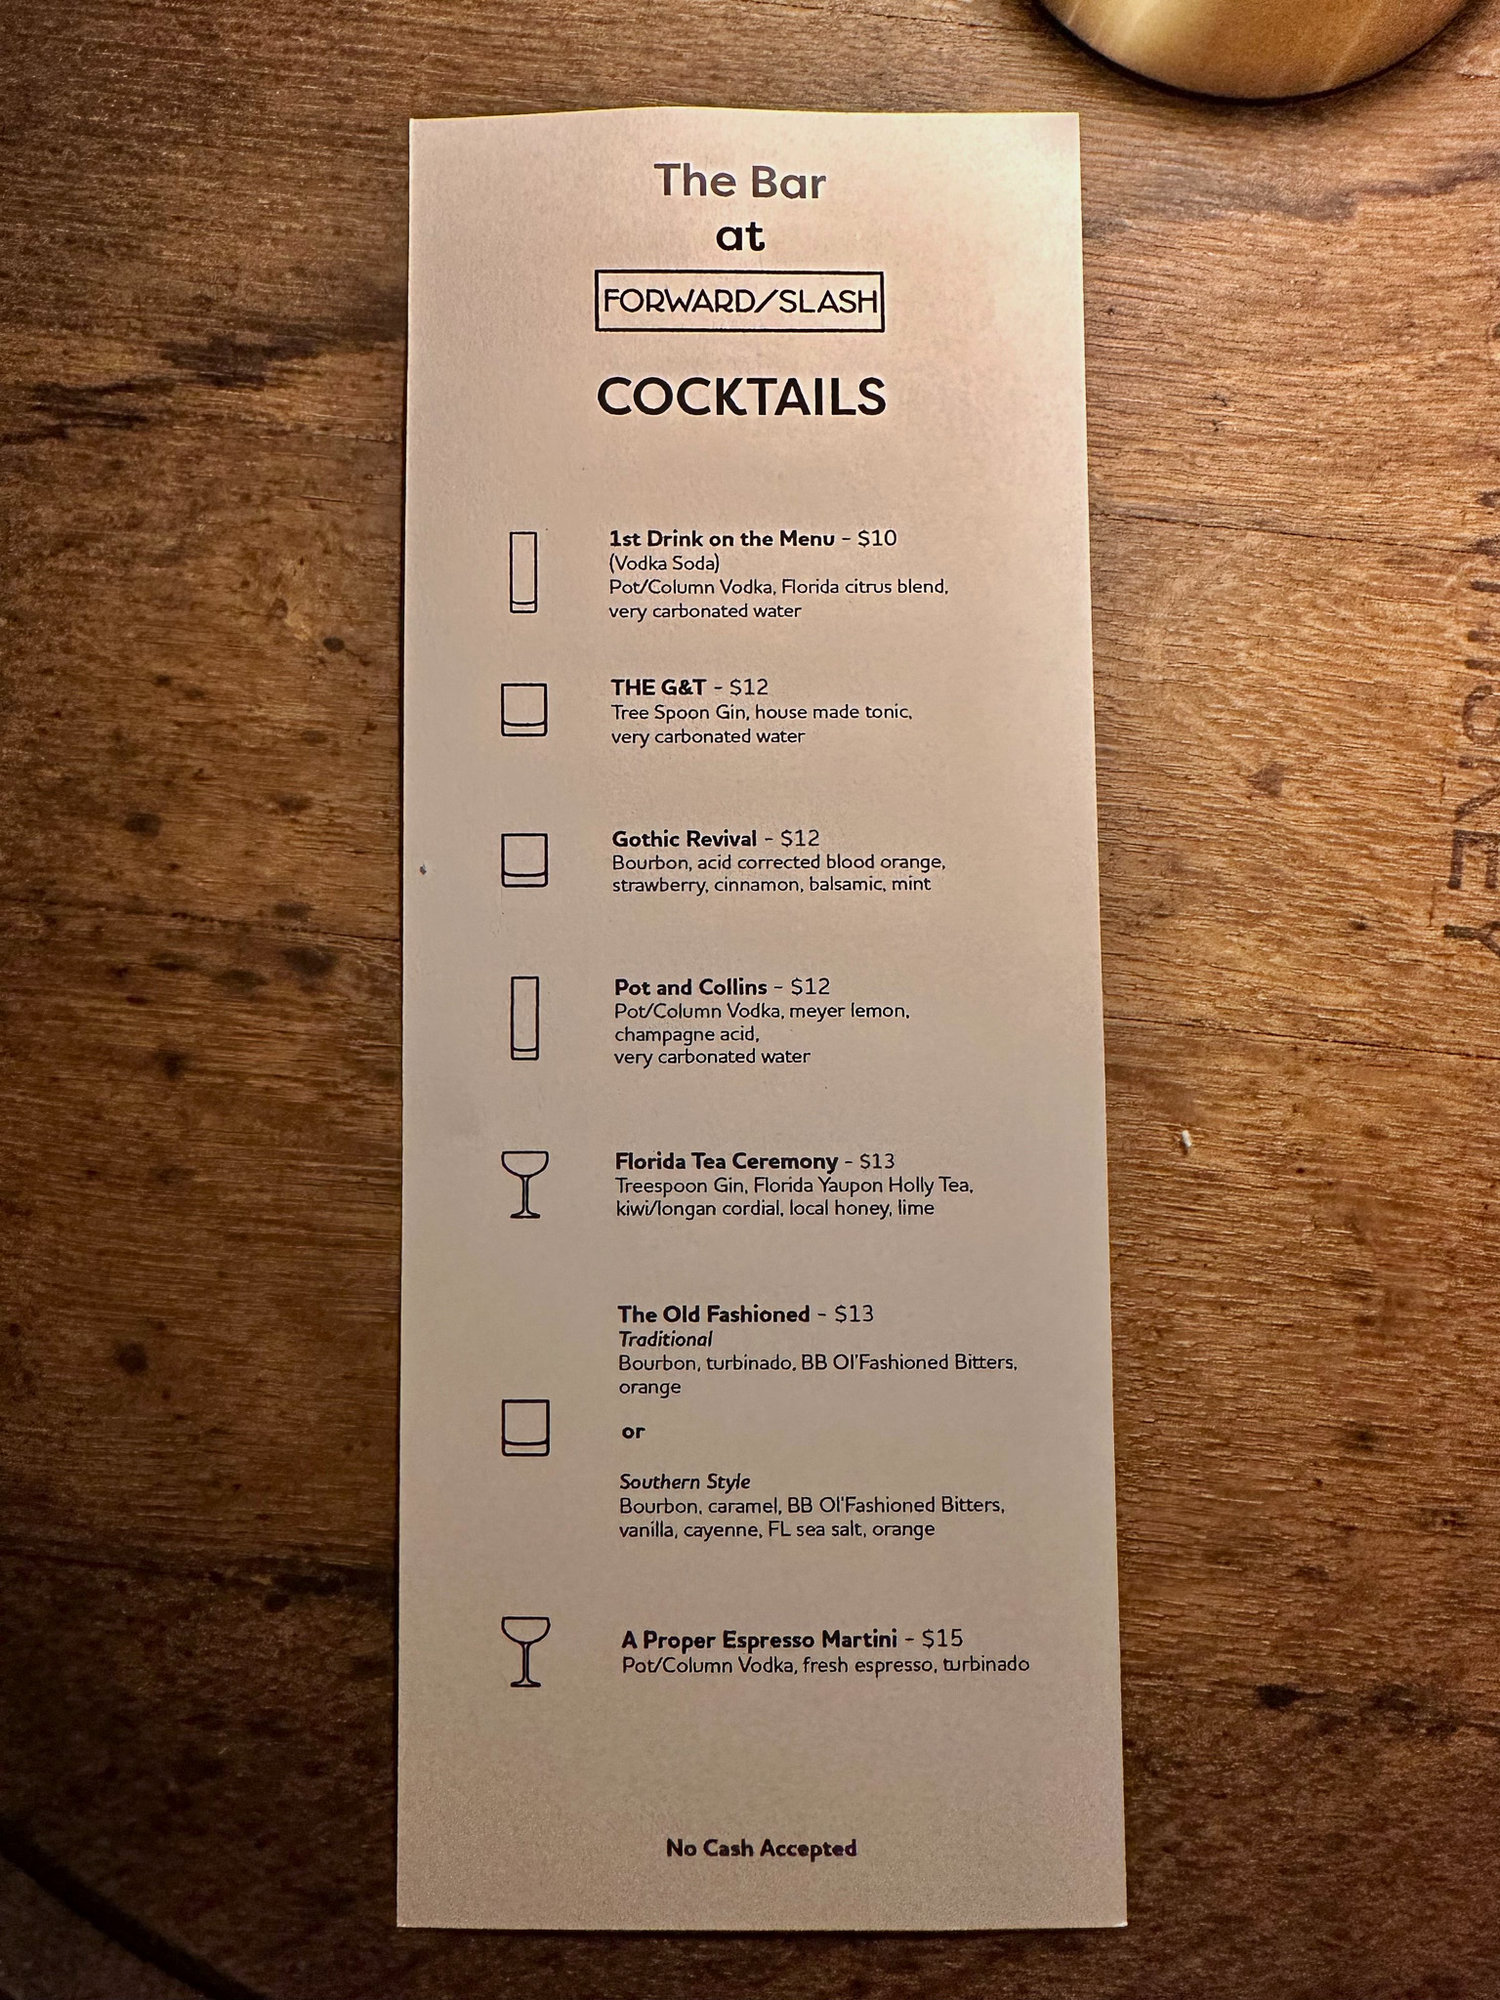 The Bar
at
FORWARD/SLASH
COCKTAILS
1st Drink on the Menu - $10
(Vodka Soda)
Pot/Column Vodka, Florida citrus blend,
very carbonated water
THE G&T - $12
Tree Spoon Gin, house made tonic,
very carbonated water
Gothic Revival - $12
Bourbon, acid corrected blood orange,
strawberry, cinnamon, balsamic, mint
Pot and Collins - $12
Pot/Column Vodka, meyer lemon,
champagne acid,
very carbonated water
Florida Tea Ceremony - $13
Treespoon Gin, Florida Yaupon Holly Tea,
kiwi/longan cordial, local honey, lime
The Old Fashioned - $13
Traditional
Bourbon, turbinado, BB Ol'Fashioned Bitters,
orange
or
Southern Style
Bourbon, caramel, BB Ol'Fashioned Bitters,
vanilla, cayenne, FL sea salt, orange
A Proper Espresso Martini - $15
Pot/Column Vodka, fresh espresso, turbinado
No Cash Accepted